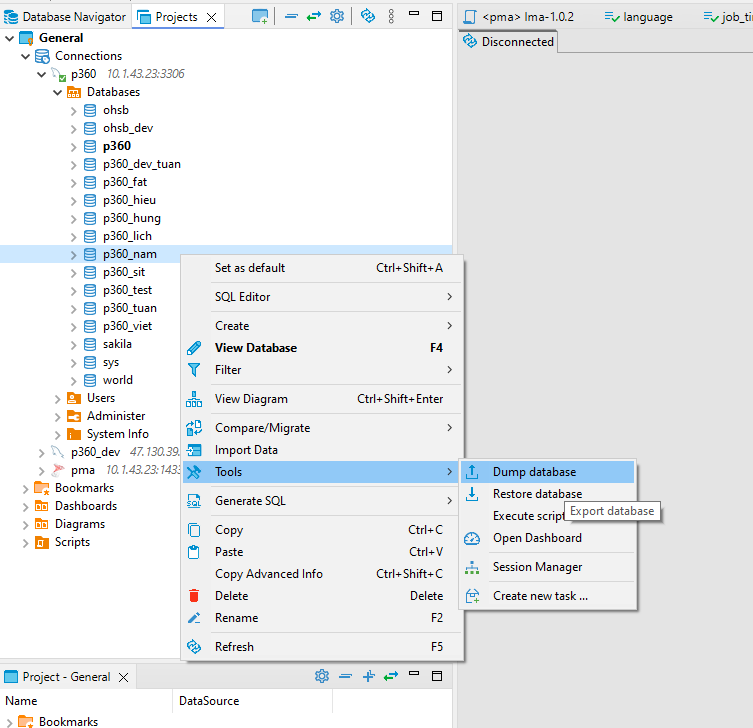 Database Navigator Projects
<pma> lma-1.0.2 language
Disconnected
General
Connections
p360 10.1.43.23:3306
Databases
ohsb
ohsb_dev
p360
p360_dev_tuan
p360_fat
p360_hieu
p360_hung
p360_lich
p360_nam
p360_sit
p360_test
p360_tuan
p360_viet
sakila
sys
world
Users
Administer
System Info
p360_dev 47.130.39
pma 10.1.43.23:1433
Bookmarks
Dashboards
Diagrams
Scripts
Set as default Ctrl+Shift+A
SQL Editor
Create
View Database F4
Filter
View Diagram Ctrl+Shift+Enter
Compare/Migrate
Import Data
Tools
Generate SQL
Copy Ctrl+C
Paste Ctrl+V
Copy Advanced Info Ctrl+Shift+C
Delete Delete
Rename F2
Refresh F5
Dump database
Restore database
Execute script
Export database
Open Dashboard
Session Manager
Create new task ...
Project - General
Name DataSource
Bookmarks